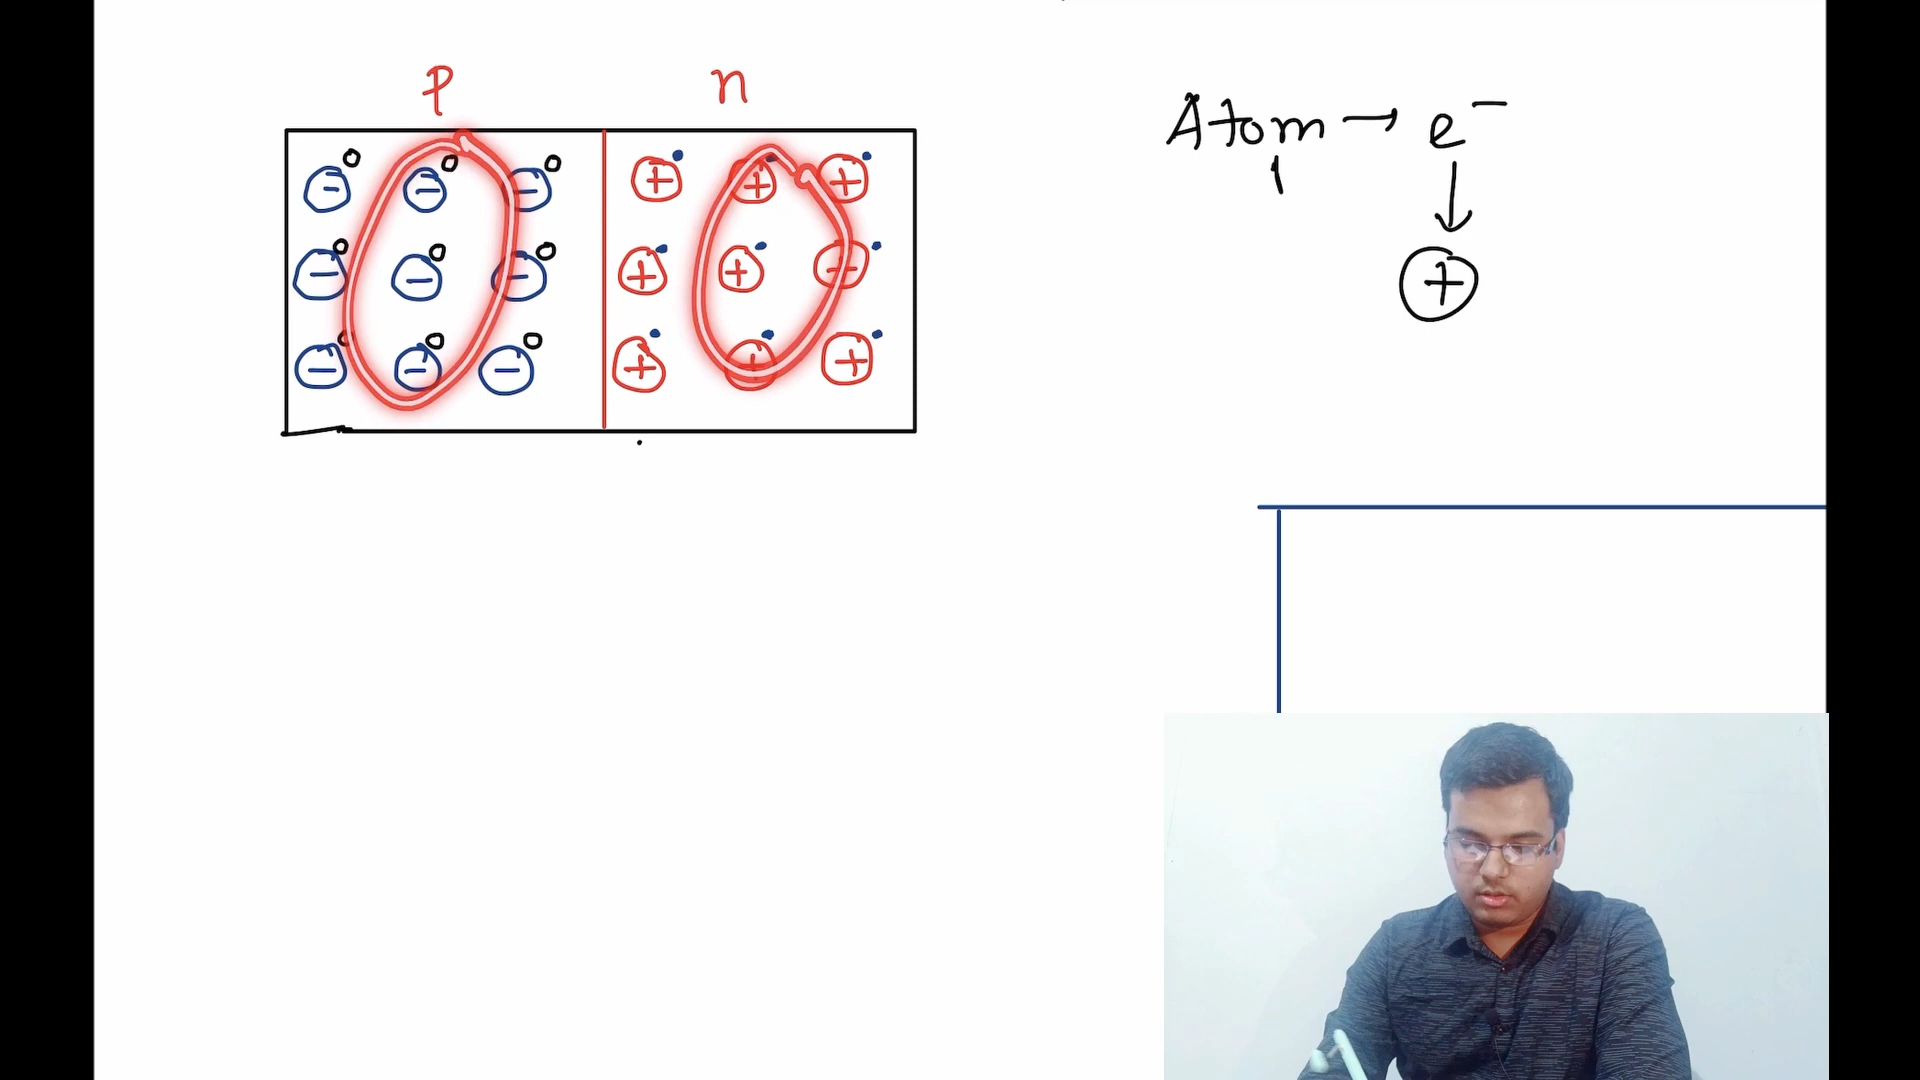 p n
Atom → e⁻
↓
+
- - - + + +
- - - + + +
- - - + + +